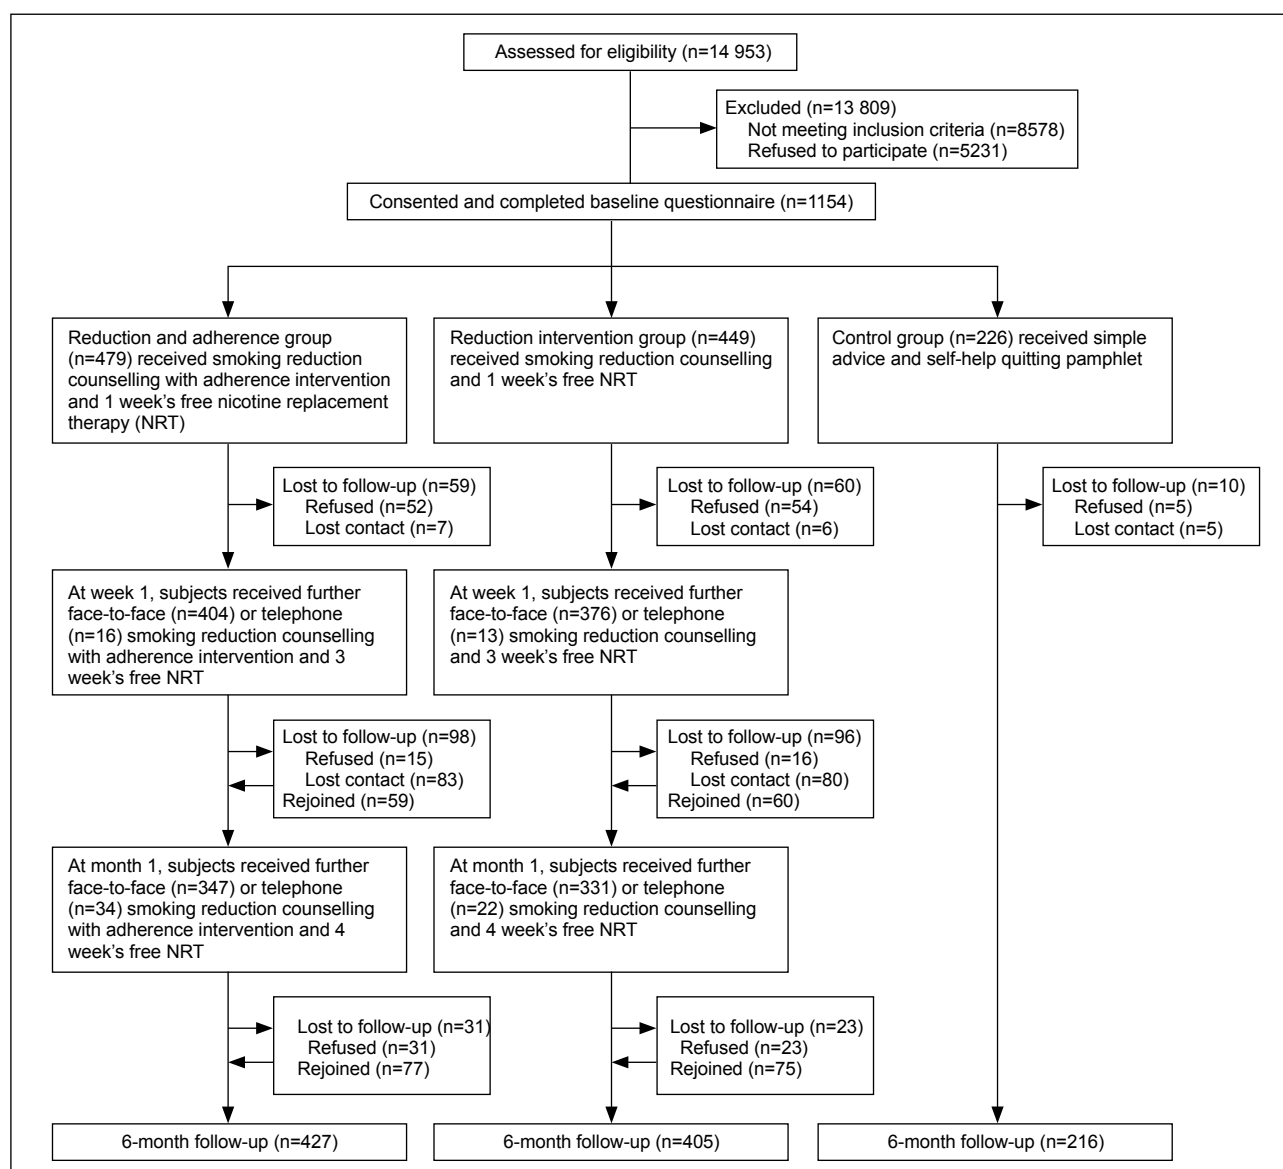 Assessed for eligibility (n=14 953)
Excluded (n=13 809)
Not meeting inclusion criteria (n=8578)
Refused to participate (n=5231)
Consented and completed baseline questionnaire (n=1154)
Reduction and adherence group
(n=479) received smoking reduction
counselling with adherence intervention
and 1 week's free nicotine replacement
therapy (NRT)
Reduction intervention group (n=449)
received smoking reduction counselling
and 1 week's free NRT
Control group (n=226) received simple
advice and self-help quitting pamphlet
Lost to follow-up (n=59)
Refused (n=52)
Lost contact (n=7)
Lost to follow-up (n=60)
Refused (n=54)
Lost contact (n=6)
Lost to follow-up (n=10)
Refused (n=5)
Lost contact (n=5)
At week 1, subjects received further
face-to-face (n=404) or telephone
(n=16) smoking reduction counselling
with adherence intervention and 3
week's free NRT
At week 1, subjects received further
face-to-face (n=376) or telephone
(n=13) smoking reduction counselling
and 3 week's free NRT
Lost to follow-up (n=98)
Refused (n=15)
Lost contact (n=83)
Rejoined (n=59)
Lost to follow-up (n=96)
Refused (n=16)
Lost contact (n=80)
Rejoined (n=60)
At month 1, subjects received further
face-to-face (n=347) or telephone
(n=34) smoking reduction counselling
with adherence intervention and 4
week's free NRT
At month 1, subjects received further
face-to-face (n=331) or telephone
(n=22) smoking reduction counselling
and 4 week's free NRT
Lost to follow-up (n=31)
Refused (n=31)
Rejoined (n=77)
Lost to follow-up (n=23)
Refused (n=23)
Rejoined (n=75)
6-month follow-up (n=427)
6-month follow-up (n=405)
6-month follow-up (n=216)